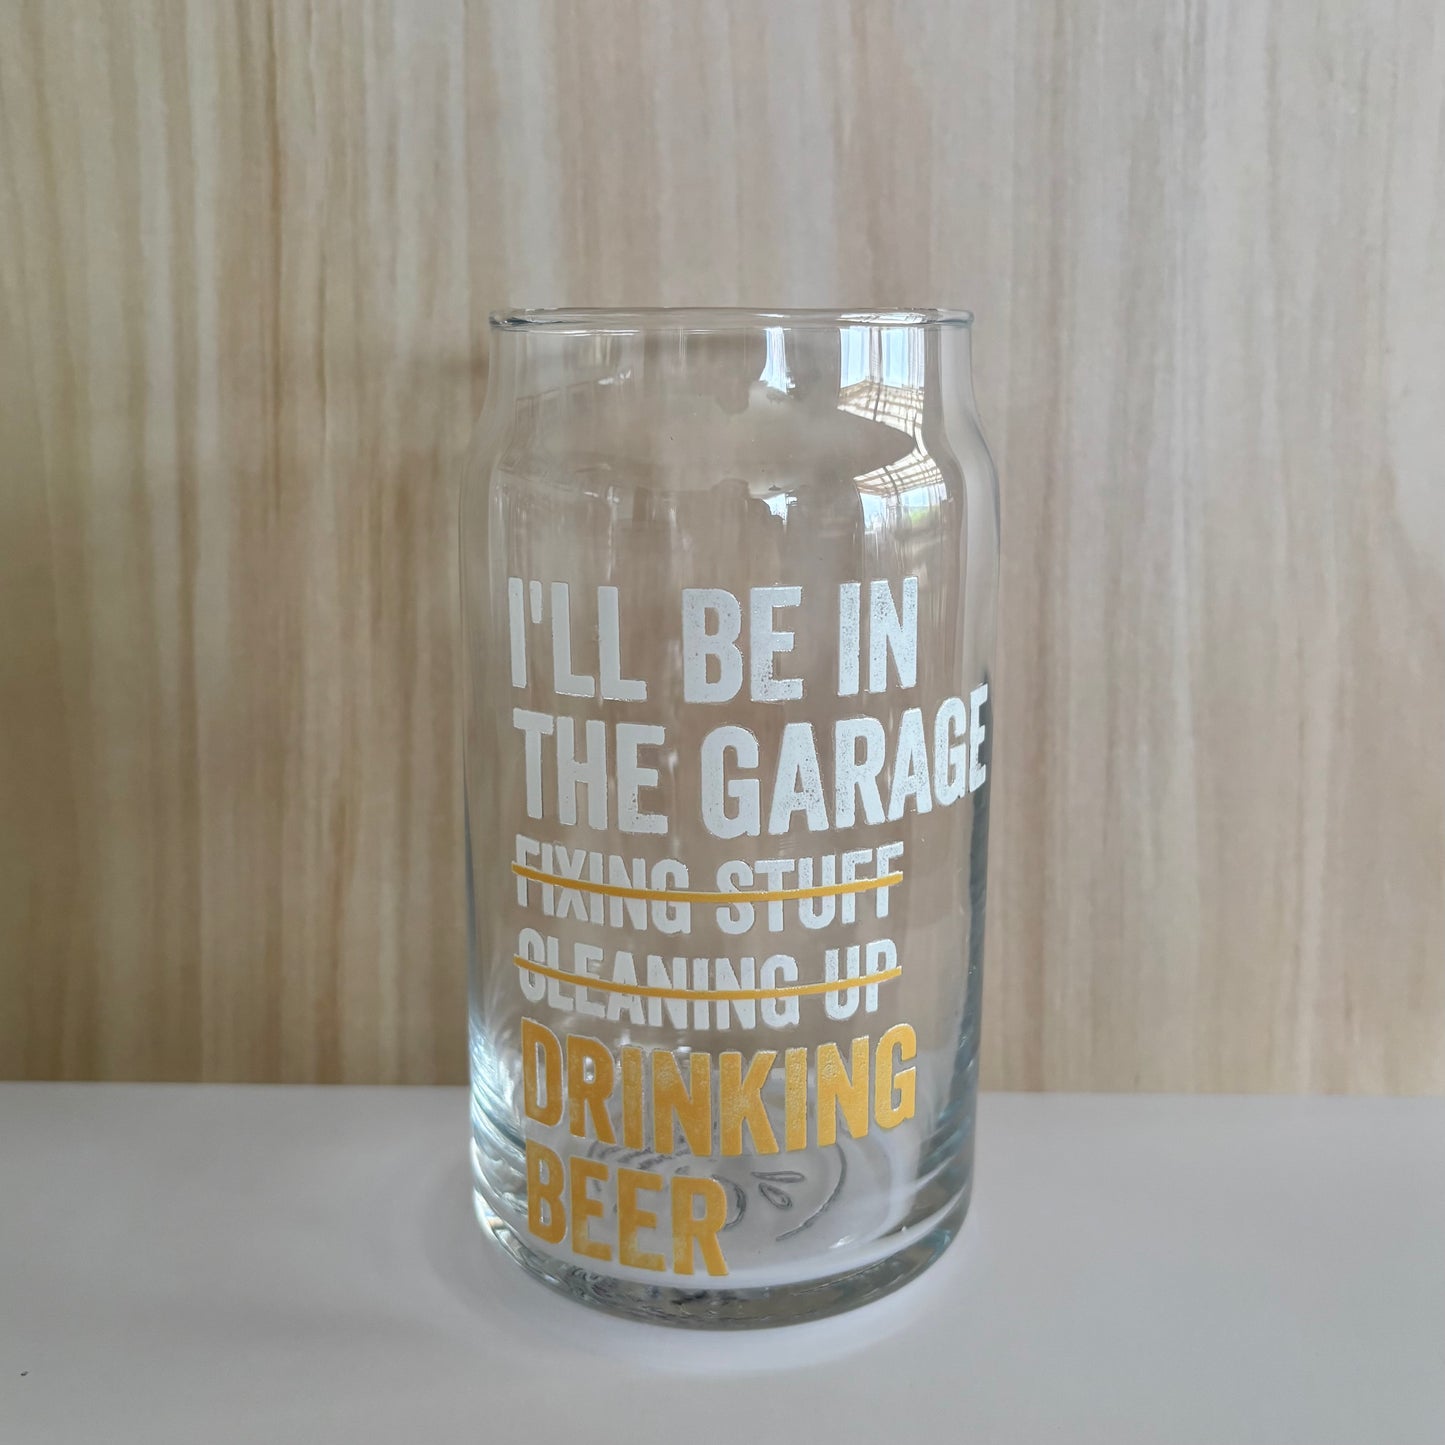 I'LL BE IN
THE GARAGE
FIXING STUFF
CLEANING UP
DRINKING
BEER